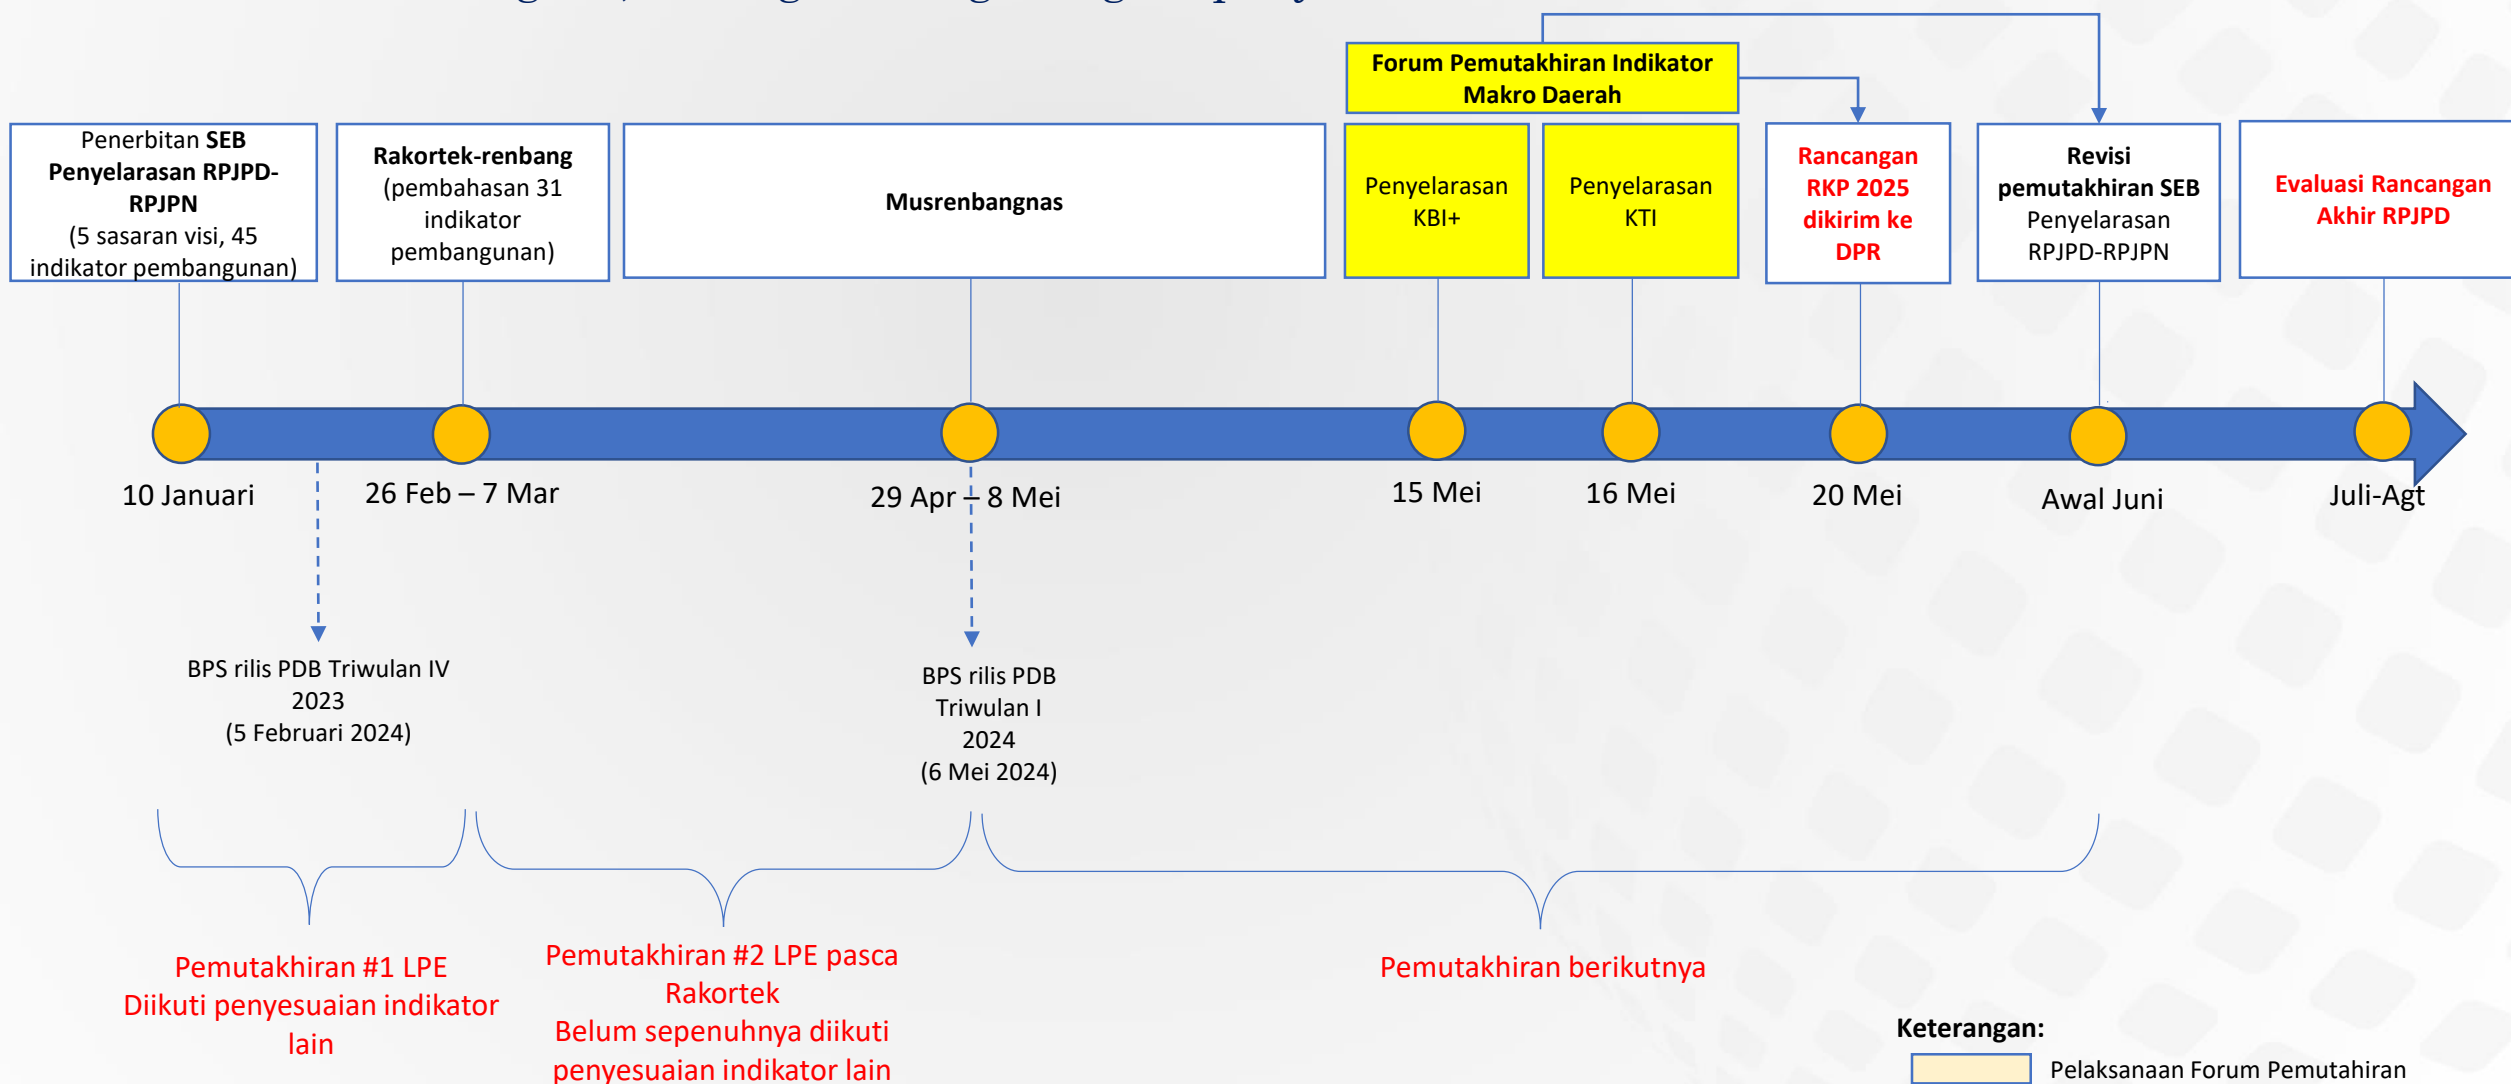 Forum Pemutakhiran Indikator
Makro Daerah
Penerbitan SEB
Penyelarasan RPJPD-
RPJPN
(5 sasaran visi, 45
indikator pembangunan)
Rakortek-renbang
(pembahasan 31
indikator
pembangunan)
Musrenbangnas
Penyelarasan
KBI+
Penyelarasan
KTI
Rancangan
RKP 2025
dikirim ke
DPR
Revisi
pemutakhiran SEB
Penyelarasan
RPJPD-RPJPN
Evaluasi Rancangan
Akhir RPJPD
10 Januari
26 Feb – 7 Mar
29 Apr – 8 Mei
15 Mei
16 Mei
20 Mei
Awal Juni
Juli-Agt
BPS rilis PDB Triwulan IV
2023
(5 Februari 2024)
BPS rilis PDB
Triwulan I
2024
(6 Mei 2024)
Pemutakhiran #1 LPE
Diikuti penyesuaian indikator
lain
Pemutakhiran #2 LPE pasca
Rakortek
Belum sepenuhnya diikuti
penyesuaian indikator lain
Pemutakhiran berikutnya
Keterangan:
Pelaksanaan Forum Pemutahiran